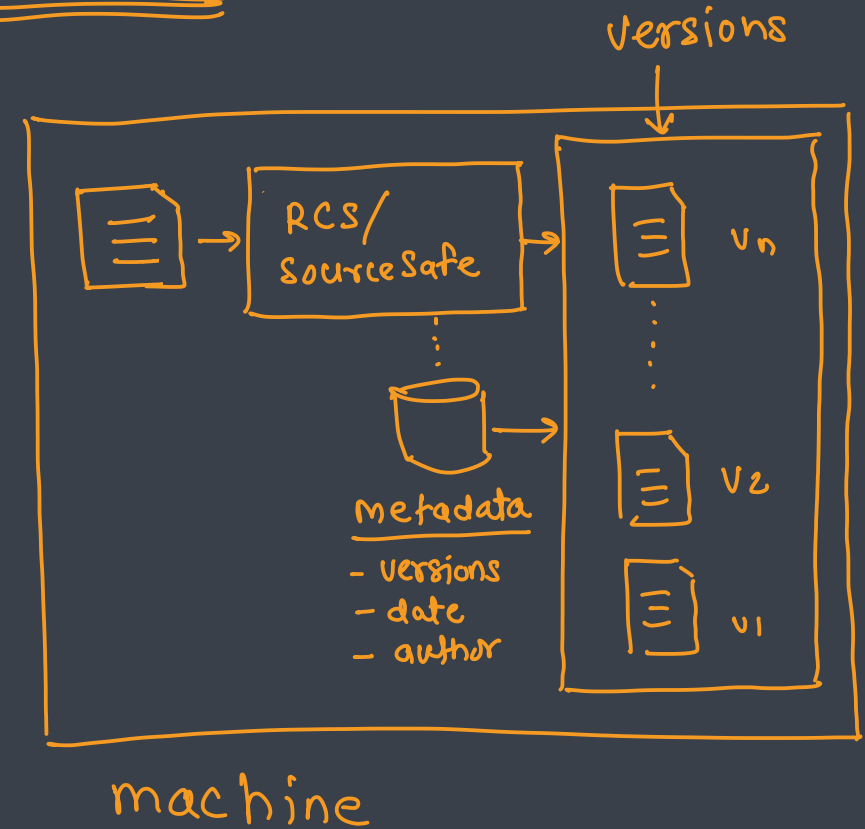 versions
RCS/
SourceSafe
vn
metadata
- versions
- date
- author
v2
v1
machine